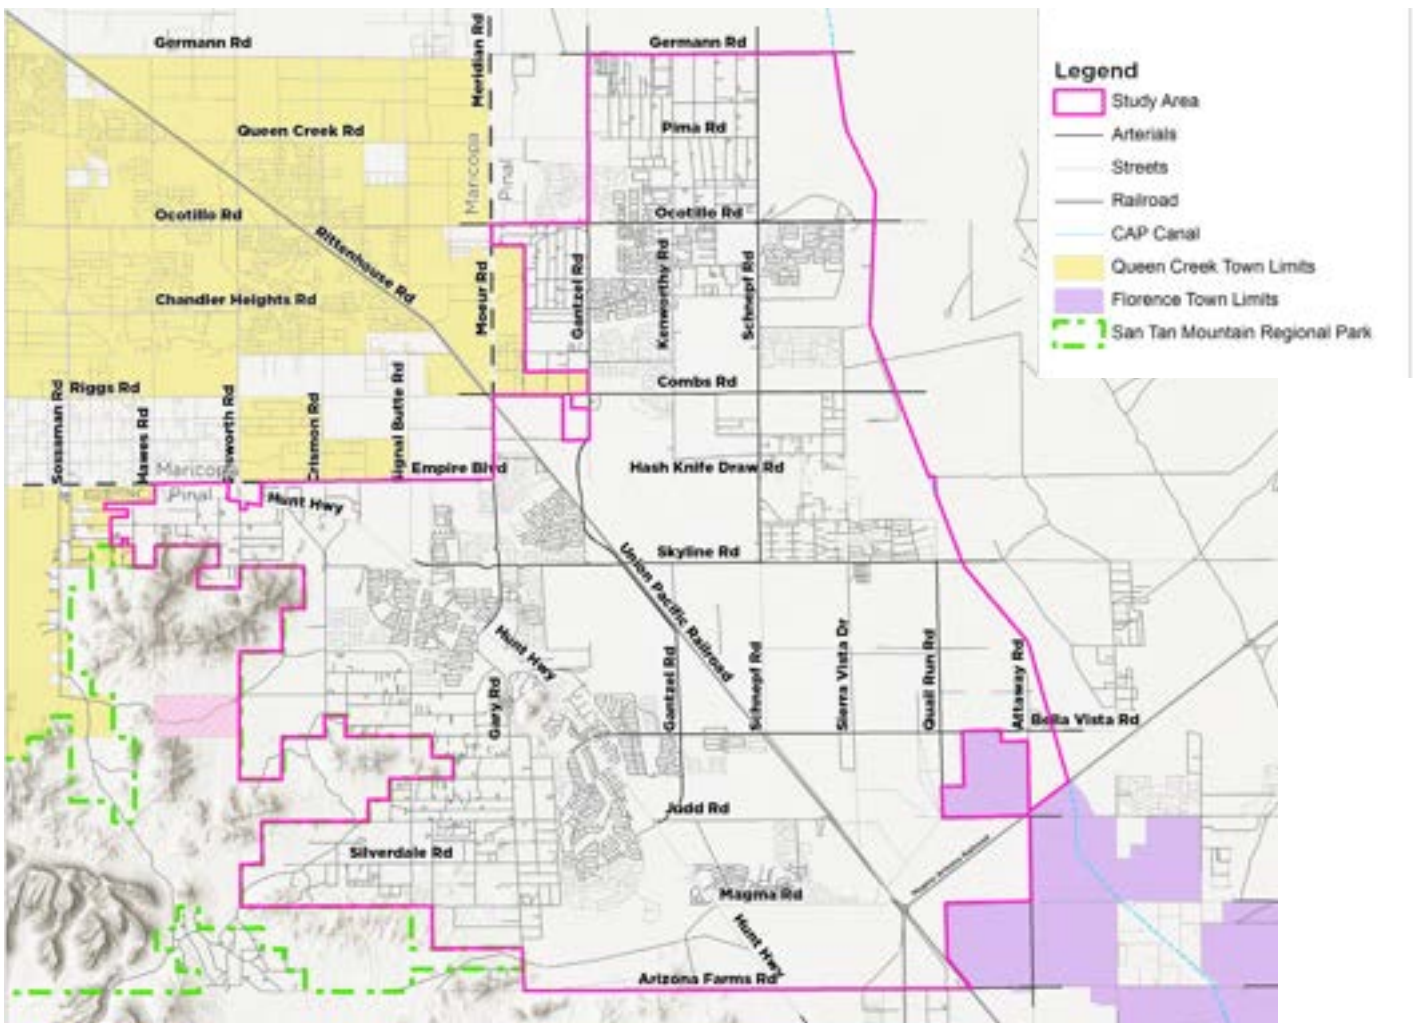 Germann Rd
Meridian Rd
Germann Rd
Legend
Study Area
Arterials
Streets
Railroad
CAP Canal
Queen Creek Town Limits
Florence Town Limits
San Tan Mountain Regional Park
Queen Creek Rd
Pima Rd
Maricopa
Pinal
Ocotillo Rd
Ocotillo Rd
Rittenhouse Rd
Moeur Rd
Gantzel Rd
Kenworthy Rd
Schnepf Rd
Chandler Heights Rd
Riggs Rd
Combs Rd
Sossaman Rd
Hawes Rd
Ellsworth Rd
Crismon Rd
Signal Butte Rd
Empire Blvd
Hash Knife Draw Rd
Maricopa
Pinal
Hunt Hwy
Skyline Rd
Union Pacific Railroad
Hunt Hwy
Gary Rd
Gantzel Rd
Schnepf Rd
Sierra Vista Dr
Quail Run Rd
Attaway Rd
Bella Vista Rd
Judd Rd
Silverdale Rd
Magma Rd
Hunt Hwy
Arizona Farms Rd